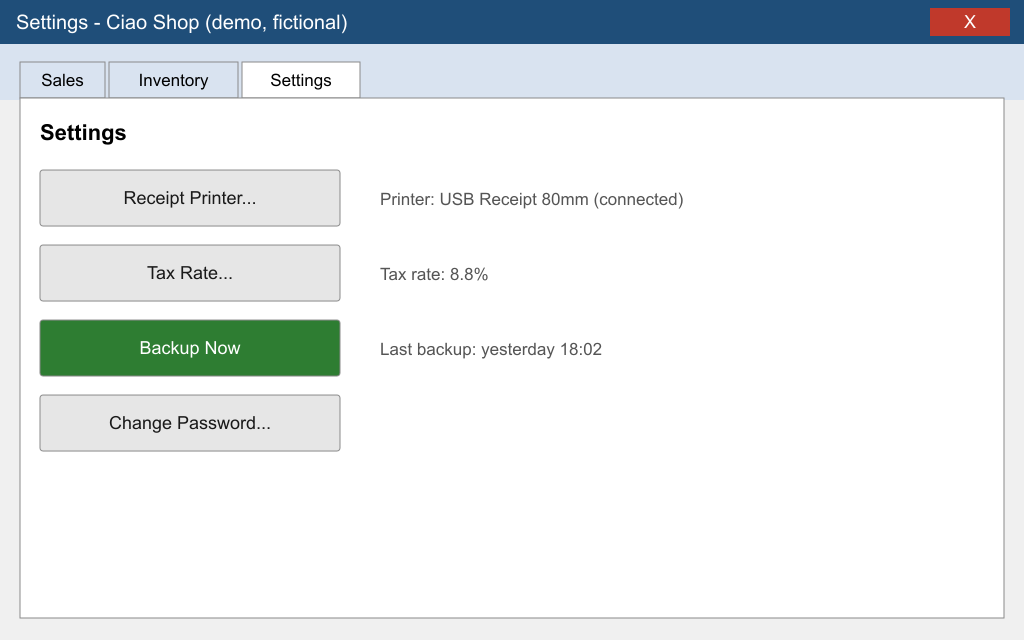 Settings - Ciao Shop (demo, fictional)
X
Sales
Inventory
Settings
Settings
Receipt Printer...
Printer: USB Receipt 80mm (connected)
Tax Rate...
Tax rate: 8.8%
Backup Now
Last backup: yesterday 18:02
Change Password...